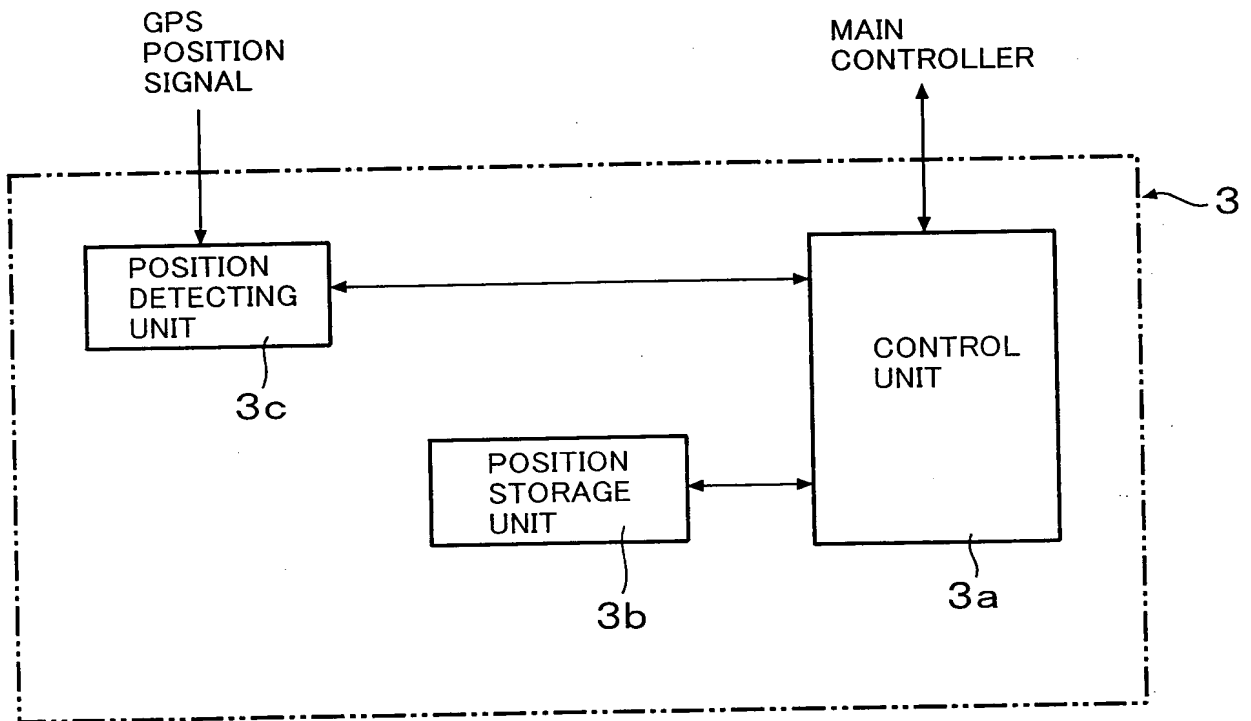 GPS
POSITION
SIGNAL
MAIN
CONTROLLER
3
POSITION
DETECTING
UNIT
3c
CONTROL
UNIT
3a
POSITION
STORAGE
UNIT
3b